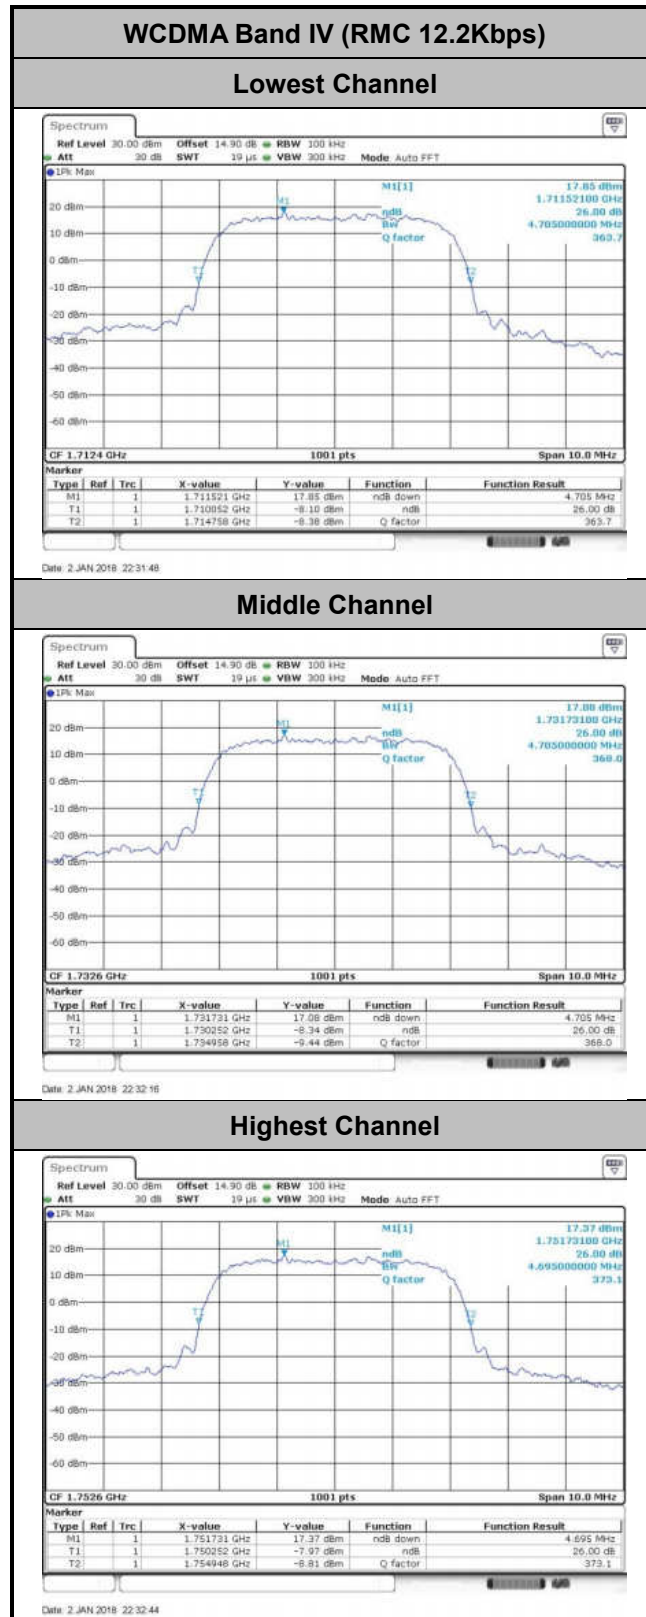 WCDMA Band IV (RMC 12.2Kbps)
Lowest Channel
Spectrum
Ref Level 30.00 dBm Offset 14.90 dB RBW 100 kHz
Att 30 dB SWT 19 µs VBW 300 kHz Mode Auto FFT
1Pk Max
M1[1] 17.85 dBm
1.71152100 GHz
20 dBm
M1
ndB 26.00 dB
Bw 4.705000000 MHz
10 dBm
Q factor 363.7
0 dBm
T1
T2
-10 dBm
-20 dBm
-30 dBm
-40 dBm
-50 dBm
-60 dBm
CF 1.7124 GHz 1001 pts Span 10.0 MHz
Marker
Type Ref Trc X-value Y-value Function Function Result
M1 1 1.711521 GHz 17.85 dBm ndB down 4.705 MHz
T1 1 1.710052 GHz -8.10 dBm ndB 26.00 dB
T2 1 1.714758 GHz -8.38 dBm Q factor 363.7
Date: 2.JAN.2018 22:31:48
Middle Channel
Spectrum
Ref Level 30.00 dBm Offset 14.90 dB RBW 100 kHz
Att 30 dB SWT 19 µs VBW 300 kHz Mode Auto FFT
1Pk Max
M1[1] 17.08 dBm
1.73173100 GHz
20 dBm
M1
ndB 26.00 dB
Bw 4.705000000 MHz
10 dBm
Q factor 368.0
0 dBm
T1
T2
-10 dBm
-20 dBm
-30 dBm
-40 dBm
-50 dBm
-60 dBm
CF 1.7326 GHz 1001 pts Span 10.0 MHz
Marker
Type Ref Trc X-value Y-value Function Function Result
M1 1 1.731731 GHz 17.08 dBm ndB down 4.705 MHz
T1 1 1.730252 GHz -8.34 dBm ndB 26.00 dB
T2 1 1.734958 GHz -9.44 dBm Q factor 368.0
Date: 2.JAN.2018 22:32:16
Highest Channel
Spectrum
Ref Level 30.00 dBm Offset 14.90 dB RBW 100 kHz
Att 30 dB SWT 19 µs VBW 300 kHz Mode Auto FFT
1Pk Max
M1[1] 17.37 dBm
1.75173100 GHz
20 dBm
M1
ndB 26.00 dB
Bw 4.695000000 MHz
10 dBm
Q factor 373.1
0 dBm
T1
T2
-10 dBm
-20 dBm
-30 dBm
-40 dBm
-50 dBm
-60 dBm
CF 1.7526 GHz 1001 pts Span 10.0 MHz
Marker
Type Ref Trc X-value Y-value Function Function Result
M1 1 1.751731 GHz 17.37 dBm ndB down 4.695 MHz
T1 1 1.750252 GHz -7.97 dBm ndB 26.00 dB
T2 1 1.754948 GHz -8.81 dBm Q factor 373.1
Date: 2.JAN.2018 22:32:44